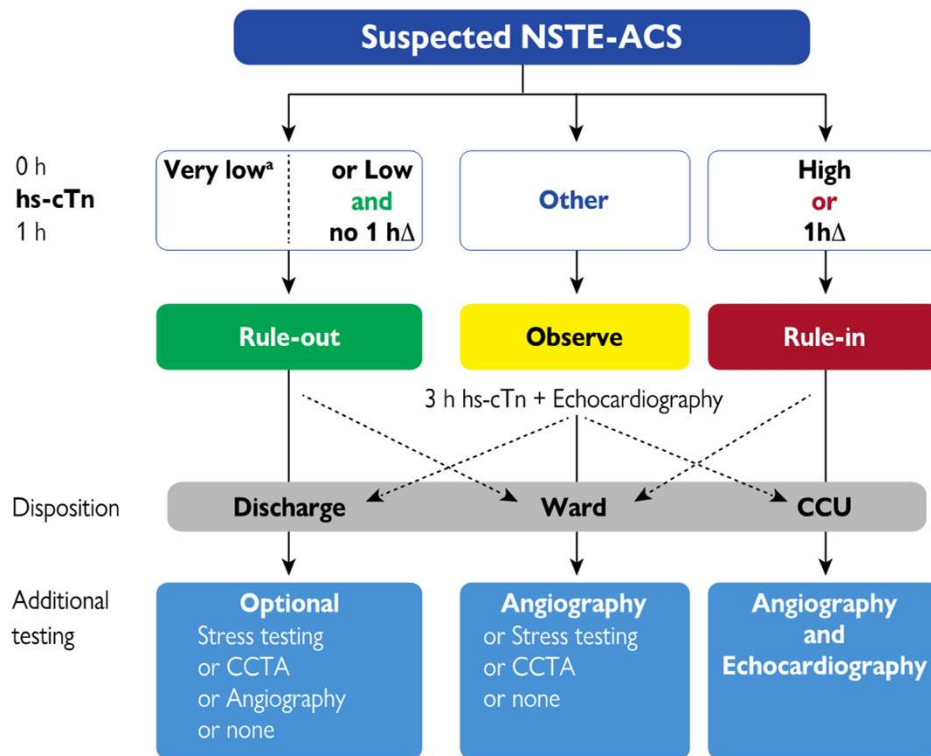 Suspected NSTE-ACS
0 h
hs-cTn
1 h
Very lowᵃ
or Low
and
no 1 hΔ
Other
High
or
1hΔ
Rule-out
Observe
Rule-in
3 h hs-cTn + Echocardiography
Disposition
Discharge
Ward
CCU
Additional
testing
Optional
Stress testing
or CCTA
or Angiography
or none
Angiography
or Stress testing
or CCTA
or none
Angiography
and
Echocardiography